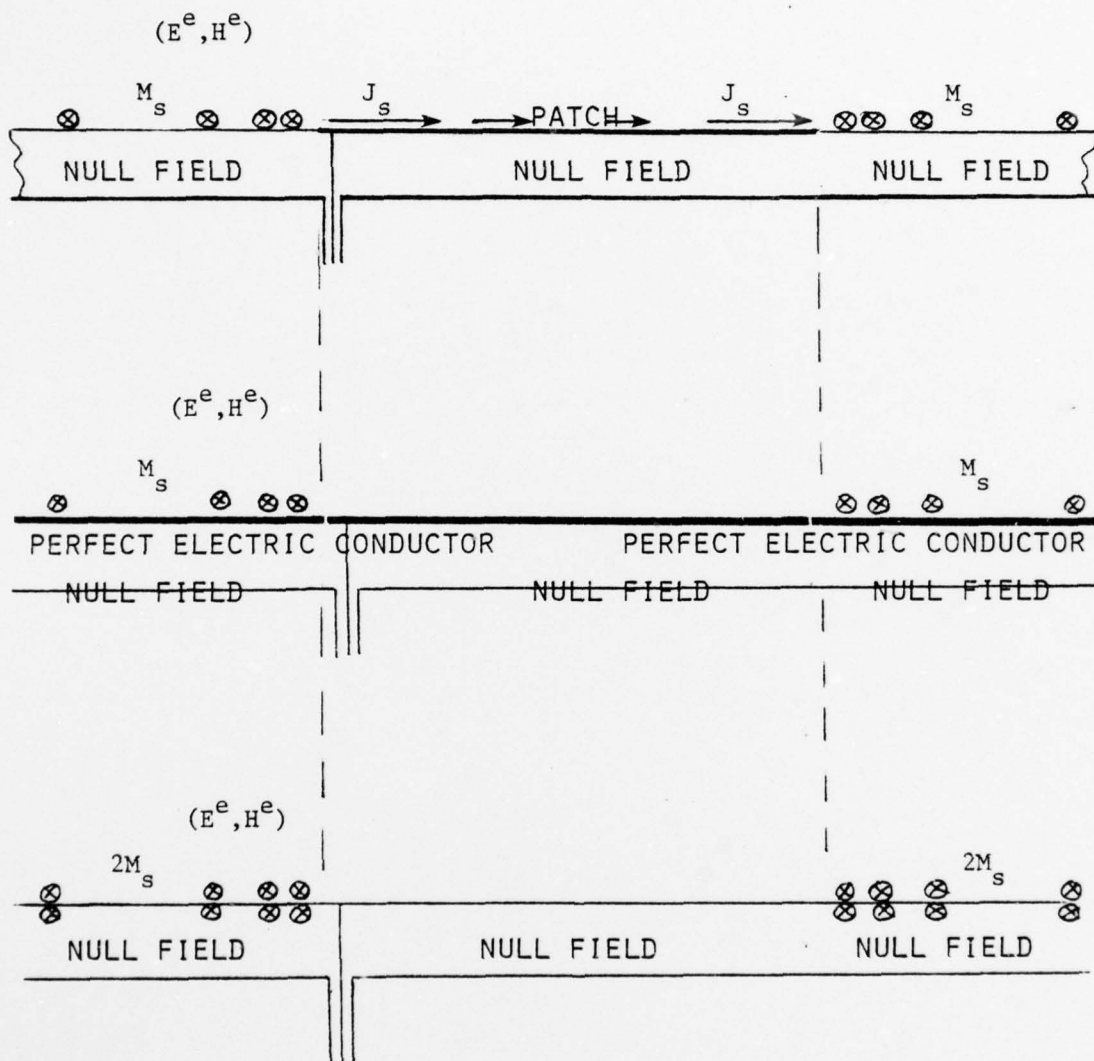 (E^e,H^e)
M_s J_s J_s M_s
PATCH
NULL FIELD NULL FIELD NULL FIELD
(E^e,H^e)
M_s M_s
PERFECT ELECTRIC CONDUCTOR PERFECT ELECTRIC CONDUCTOR
NULL FIELD NULL FIELD NULL FIELD
(E^e,H^e)
2M_s 2M_s
NULL FIELD NULL FIELD NULL FIELD